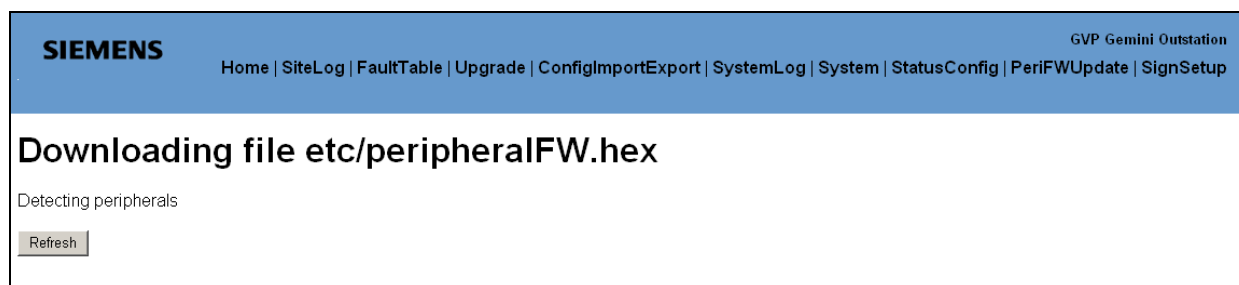 SIEMENS
GVP Gemini Outstation
Home | SiteLog | FaultTable | Upgrade | ConfigImportExport | SystemLog | System | StatusConfig | PeriFWUpdate | SignSetup
Downloading file etc/peripheralFW.hex
Detecting peripherals
Refresh